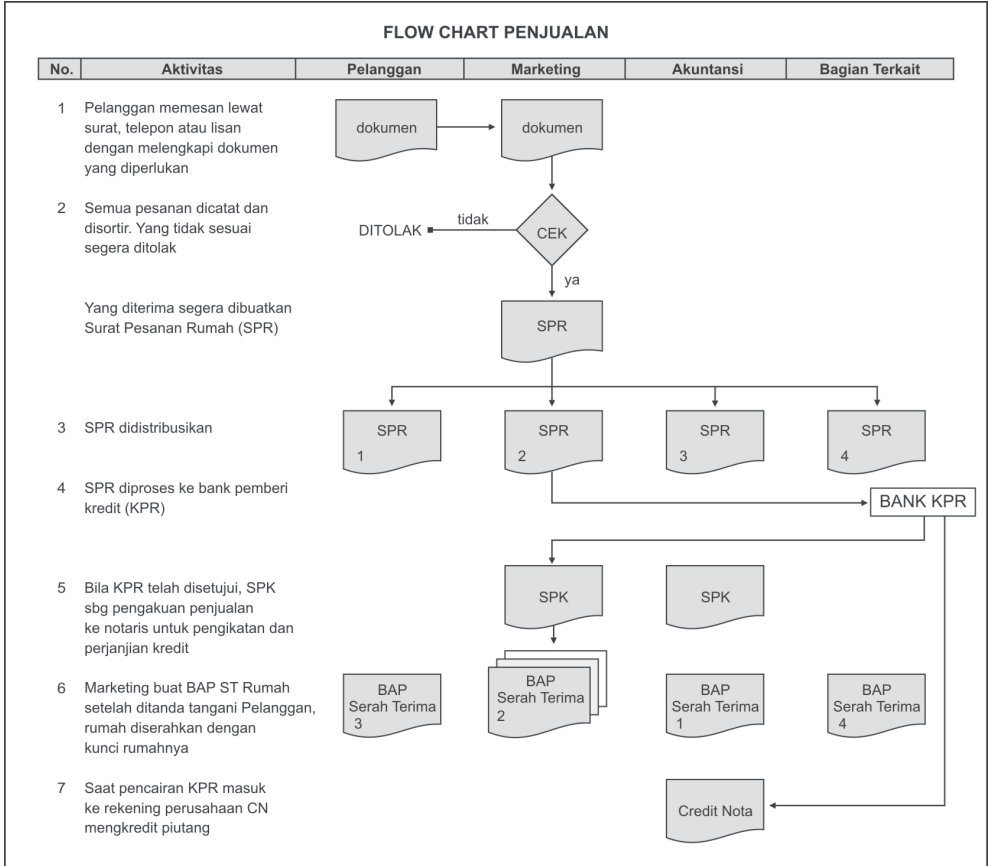 FLOW CHART PENJUALAN
No. Aktivitas Pelanggan Marketing Akuntansi Bagian Terkait
1 Pelanggan memesan lewat
surat, telepon atau lisan
dengan melengkapi dokumen
yang diperlukan
dokumen dokumen
2 Semua pesanan dicatat dan
disortir. Yang tidak sesuai
segera ditolak
DITOLAK tidak CEK
ya
Yang diterima segera dibuatkan
Surat Pesanan Rumah (SPR)
SPR
3 SPR didistribusikan
SPR SPR SPR SPR
1 2 3 4
4 SPR diproses ke bank pemberi
kredit (KPR)
BANK KPR
5 Bila KPR telah disetujui, SPK
sbg pengakuan penjualan
ke notaris untuk pengikatan dan
perjanjian kredit
SPK SPK
6 Marketing buat BAP ST Rumah
setelah ditanda tangani Pelanggan,
rumah diserahkan dengan
kunci rumahnya
BAP BAP BAP BAP
Serah Terima Serah Terima Serah Terima Serah Terima
3 2 1 4
7 Saat pencairan KPR masuk
ke rekening perusahaan CN
mengkredit piutang
Credit Nota